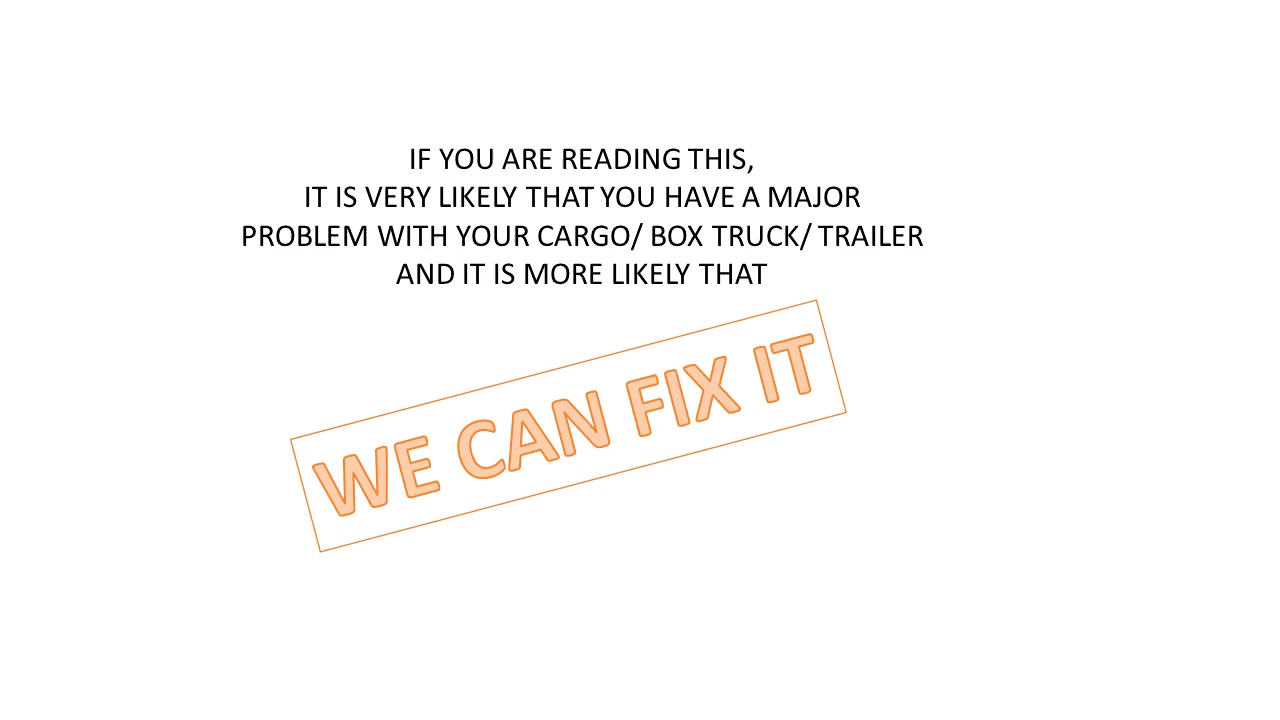 IF YOU ARE READING THIS,
IT IS VERY LIKELY THAT YOU HAVE A MAJOR
PROBLEM WITH YOUR CARGO/ BOX TRUCK/ TRAILER
AND IT IS MORE LIKELY THAT
WE CAN FIX IT